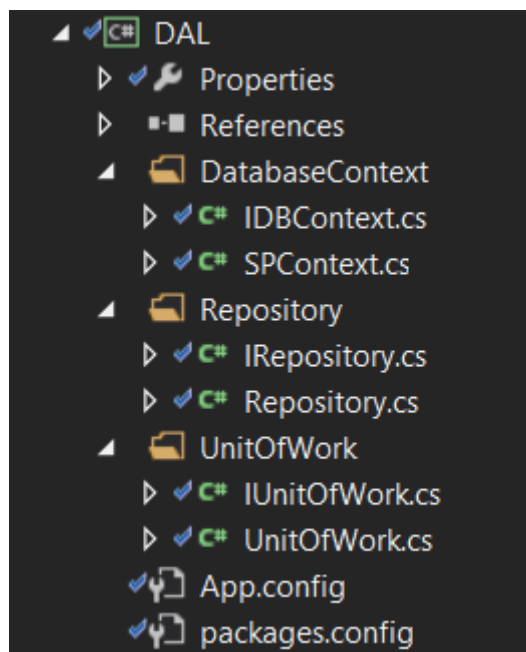 C# DAL
Properties
References
DatabaseContext
C# IDBContext.cs
C# SPContext.cs
Repository
C# IRepository.cs
C# Repository.cs
UnitOfWork
C# IUnitOfWork.cs
C# UnitOfWork.cs
App.config
packages.config